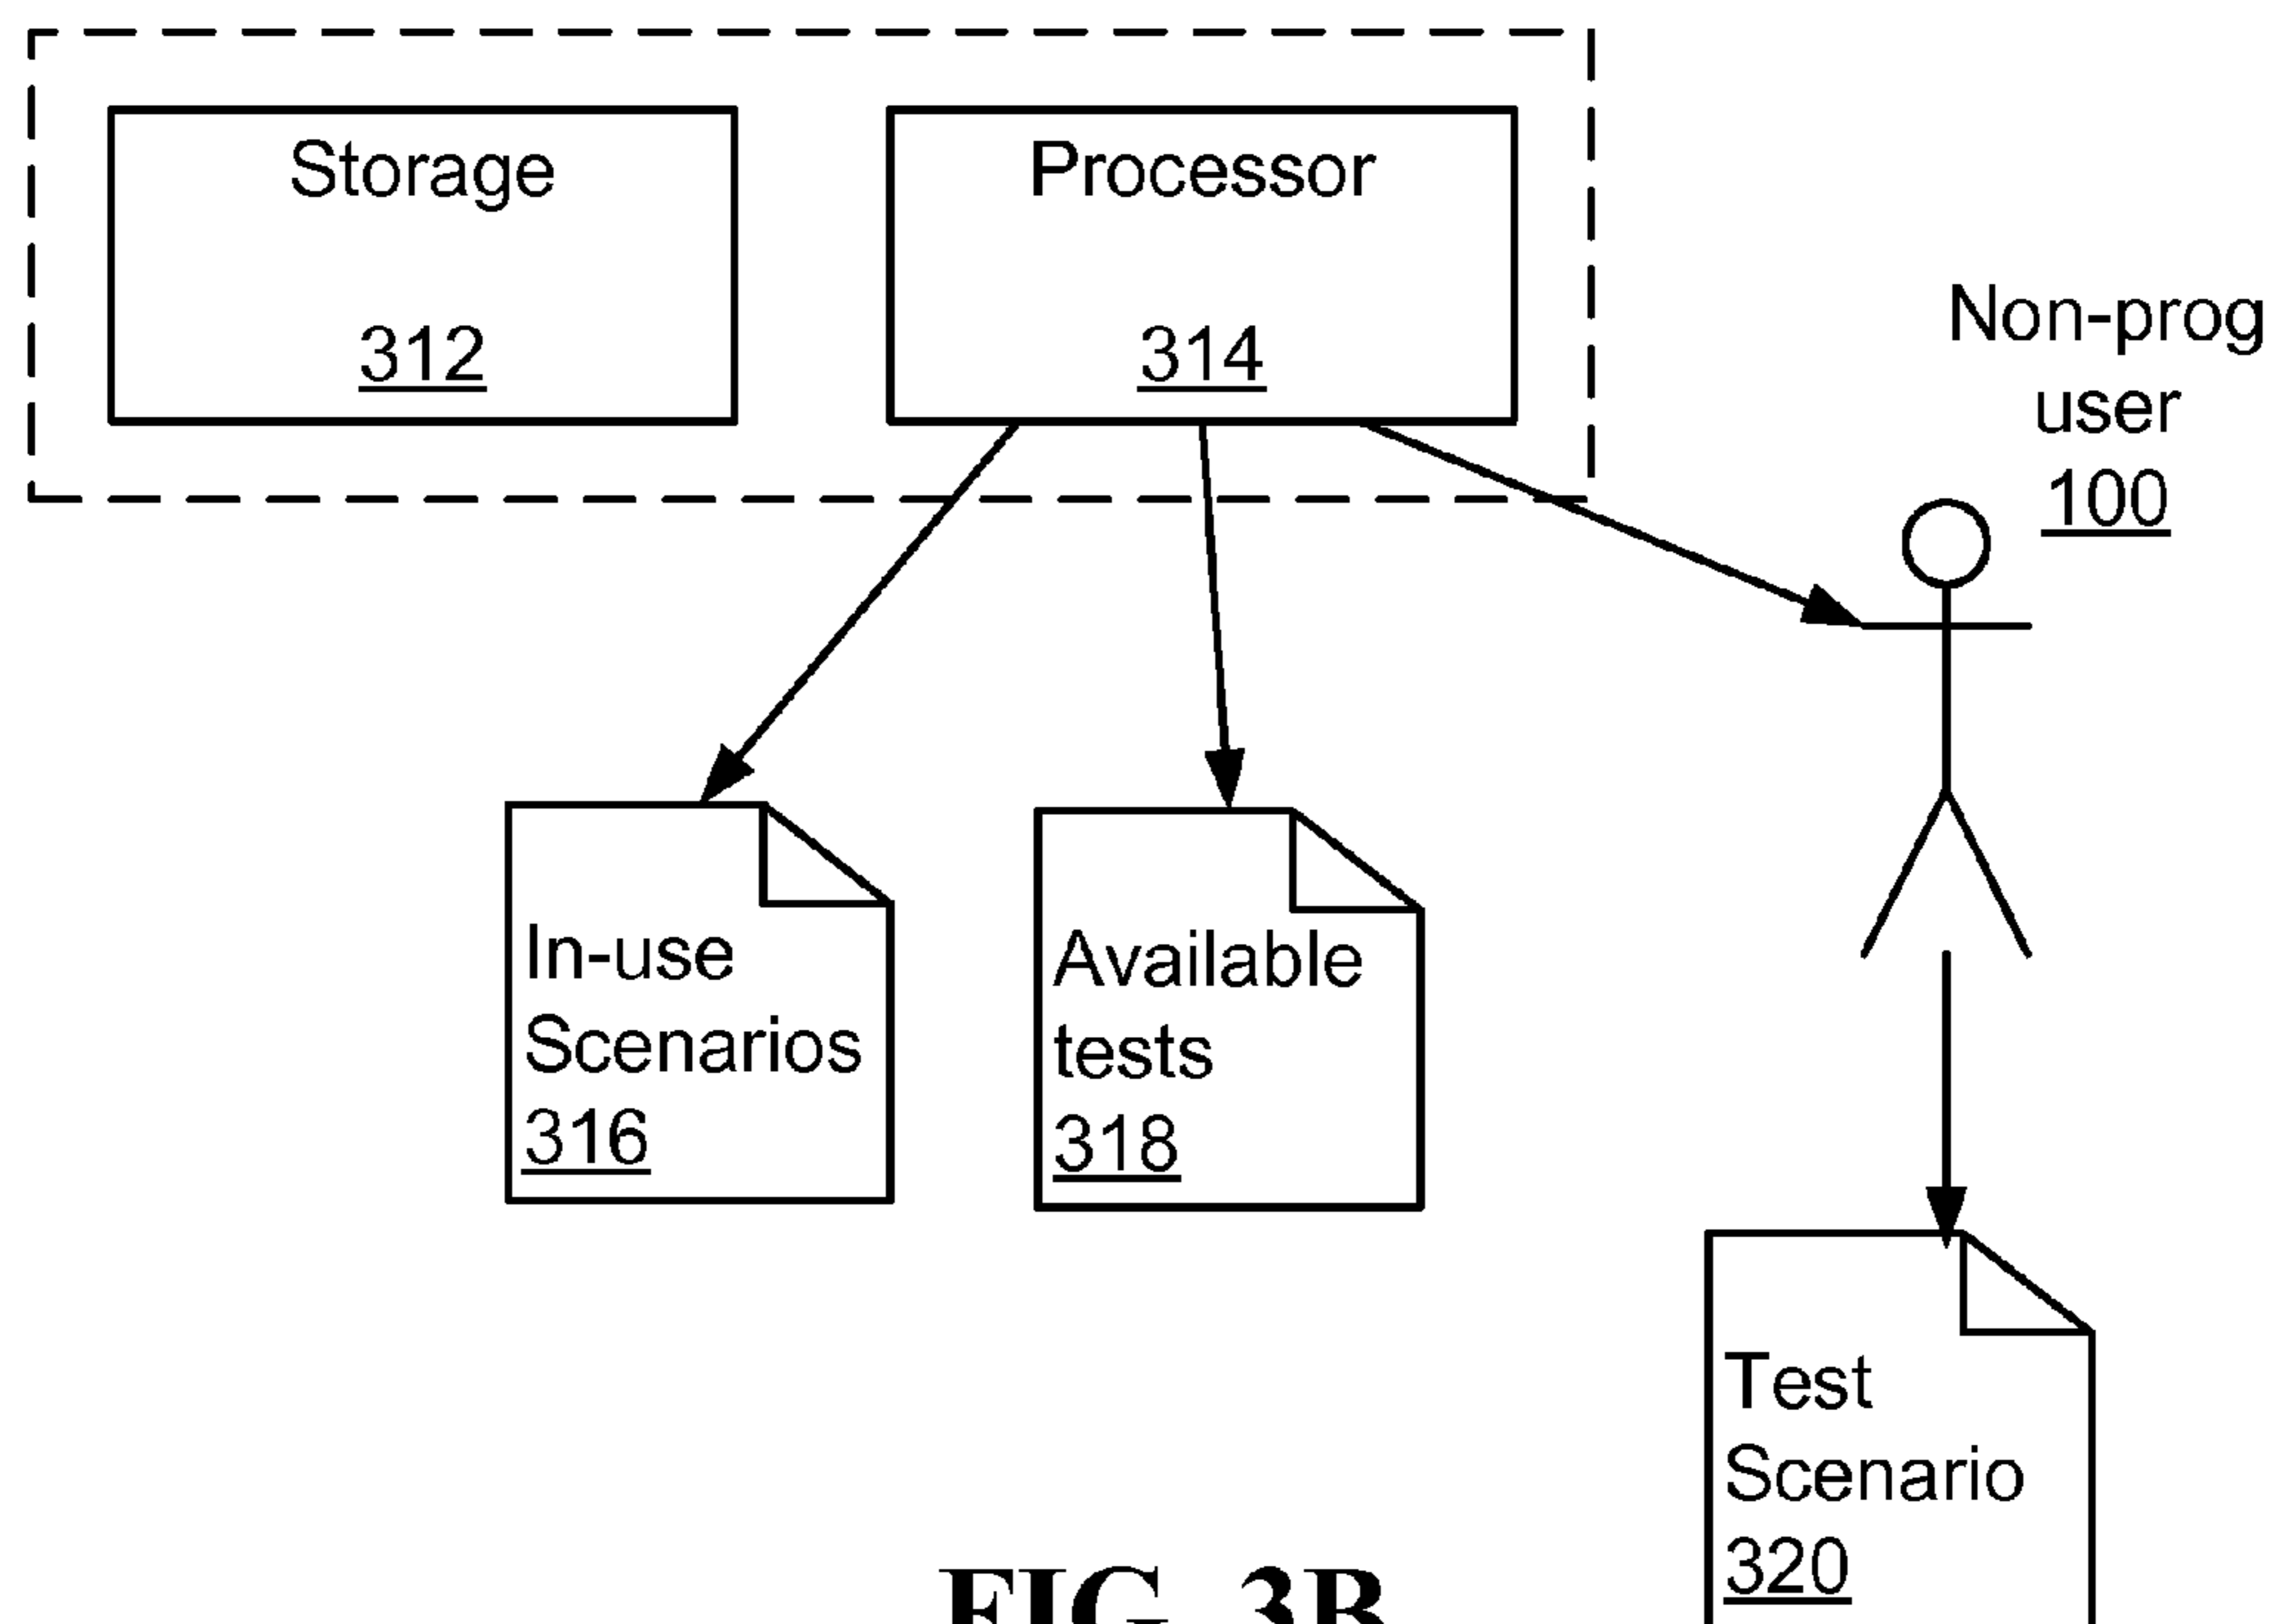 Storage
312
Processor
314
Non-prog
user
100
In-use
Scenarios
316
Available
tests
318
Test
Scenario
320
FIG. 3B